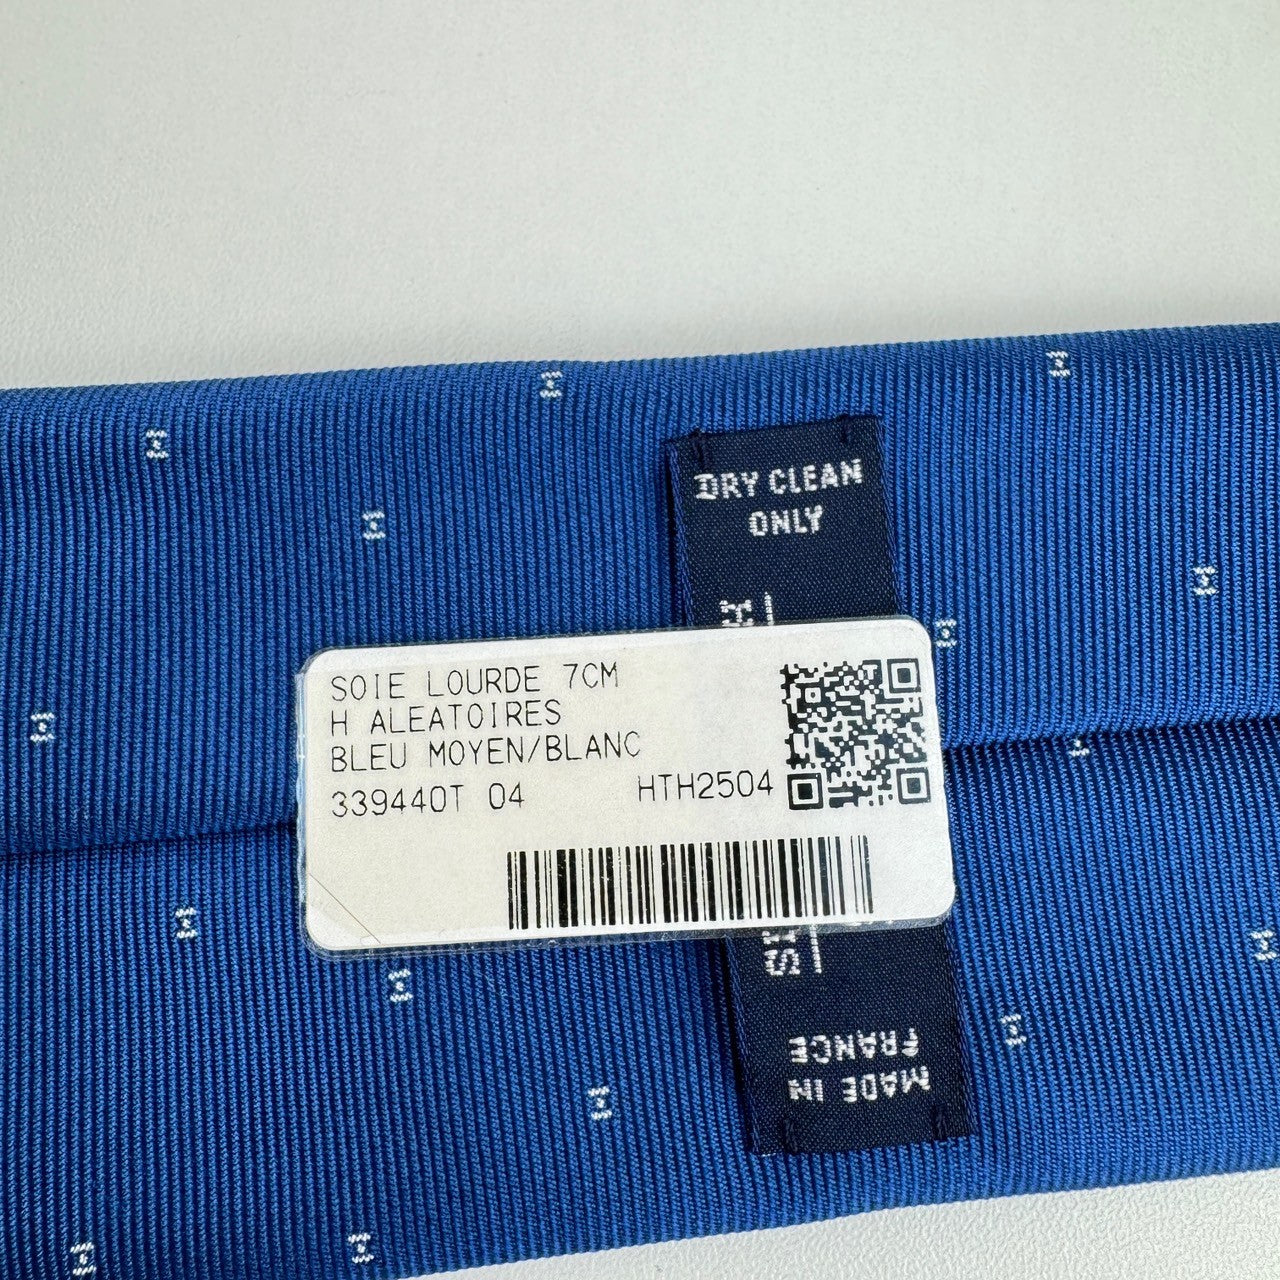 DRY CLEAN
ONLY
SOIE LOURDE 7CM
H ALEATOIRES
BLEU MOYEN/BLANC
339440T 04 HTH2504
MADE IN
FRANCE